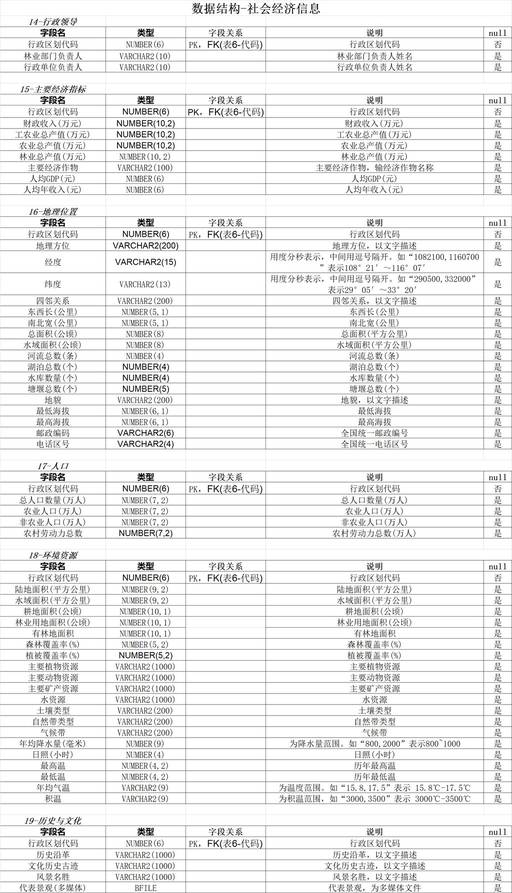 数据结构-社会经济信息
14-行政领导
字段名 类型 字段关系 说明 null
行政区划代码 NUMBER(6) PK, FK(表6-代码) 行政区划代码 否
林业部门负责人 VARCHAR2(10) 林业部门负责人姓名 是
行政单位负责人 VARCHAR2(10) 行政单位负责人姓名 是
15-主要经济指标
字段名 类型 字段关系 说明 null
行政区划代码 NUMBER(6) PK, FK(表6-代码) 行政区划代码 否
财政收入(万元) NUMBER(10,2) 财政收入(万元) 是
工农业总产值(万元) NUMBER(10,2) 工农业总产值(万元) 是
农业总产值(万元) NUMBER(10,2) 农业总产值(万元) 是
林业总产值(万元) NUMBER(10,2) 林业总产值(万元) 是
主要经济作物 VARCHAR2(100) 主要经济作物，输经济作物名称 是
人均GDP(元) NUMBER(6) 人均GDP(元) 是
人均年收入(元) NUMBER(6) 人均年收入(元) 是
16-地理位置
字段名 类型 字段关系 说明 null
行政区划代码 NUMBER(6) PK, FK(表6-代码) 行政区划代码 否
地理方位 VARCHAR2(200) 地理方位，以文字描述 是
经度 VARCHAR2(15) 用度分秒表示，中间用逗号隔开。如“1082100,1160700
”表示108°21′～116°07′ 是
纬度 VARCHAR2(13) 用度分秒表示，中间用逗号隔开。如“290500,332000”
表示29°05′～33°20′ 是
四邻关系 VARCHAR2(200) 四邻关系，以文字描述 是
东西长(公里) NUMBER(5,1) 东西长(公里) 是
南北宽(公里) NUMBER(5,1) 南北宽(公里) 是
总面积(公顷) NUMBER(8) 总面积(平方公里) 是
水域面积(公顷) NUMBER(8) 水域面积(平方公里) 是
河流总数(条) NUMBER(4) 河流总数(条) 是
湖泊总数(个) NUMBER(4) 湖泊总数(个) 是
水库数量(个) NUMBER(4) 水库数量(个) 是
塘堰总数(个) NUMBER(5) 塘堰总数(个) 是
地貌 VARCHAR2(200) 地貌，以文字描述 是
最低海拔 NUMBER(6,1) 最低海拔 是
最高海拔 NUMBER(6,1) 最高海拔 是
邮政编码 VARCHAR2(6) 全国统一邮政编号 是
电话区号 VARCHAR2(4) 全国统一电话区号 是
17-人口
字段名 类型 字段关系 说明 null
行政区划代码 NUMBER(6) PK, FK(表6-代码) 行政区划代码 否
总人口数量(万人) NUMBER(7,2) 总人口数量(万人) 是
农业人口(万人) NUMBER(7,2) 农业人口(万人) 是
非农业人口(万人) NUMBER(7,2) 非农业人口(万人) 是
农村劳动力总数 NUMBER(7,2) 农村劳动力总数(万人) 是
18-环境资源
字段名 类型 字段关系 说明 null
行政区划代码 NUMBER(6) PK, FK(表6-代码) 行政区划代码 否
陆地面积(平方公里) NUMBER(9,2) 陆地面积(平方公里) 是
水域面积(平方公里) NUMBER(9,2) 水域面积(平方公里) 是
耕地面积(公顷) NUMBER(10,1) 耕地面积(公顷) 是
林业用地面积(公顷) NUMBER(10,1) 林业用地面积(公顷) 是
有林地面积 NUMBER(10,1) 有林地面积 是
森林覆盖率(%) NUMBER(5,2) 森林覆盖率(%) 是
植被覆盖率(%) NUMBER(5,2) 植被覆盖率(%) 是
主要植物资源 VARCHAR2(1000) 主要植物资源 是
主要动物资源 VARCHAR2(1000) 主要动物资源 是
主要矿产资源 VARCHAR2(1000) 主要矿产资源 是
水资源 VARCHAR2(1000) 水资源 是
土壤类型 VARCHAR2(200) 土壤类型 是
自然带类型 VARCHAR2(200) 自然带类型 是
气候带 VARCHAR2(200) 气候带 是
年均降水量(毫米) NUMBER(9) 为降水量范围。如“800,2000”表示800~1000 是
日照(小时) NUMBER(4) 日照(小时) 是
最高温 NUMBER(4,2) 历年最高温 是
最低温 NUMBER(4,2) 历年最低温 是
年均气温 VARCHAR2(9) 为温度范围。如“15.8,17.5”表示 15.8℃-17.5℃ 是
积温 VARCHAR2(9) 为积温范围，如“3000,3500”表示 3000℃-3500℃ 是
19-历史与文化
字段名 类型 字段关系 说明 null
行政区划代码 NUMBER(6) PK, FK(表6-代码) 行政区划代码 否
历史沿革 VARCHAR2(1000) 历史沿革，以文字描述 是
文化历史古迹 VARCHAR2(1000) 文化历史古迹，以文字描述 是
风景名胜 VARCHAR2(1000) 风景名胜，以文字描述 是
代表景观(多媒体) BFILE 代表景观，为多媒体文件 是